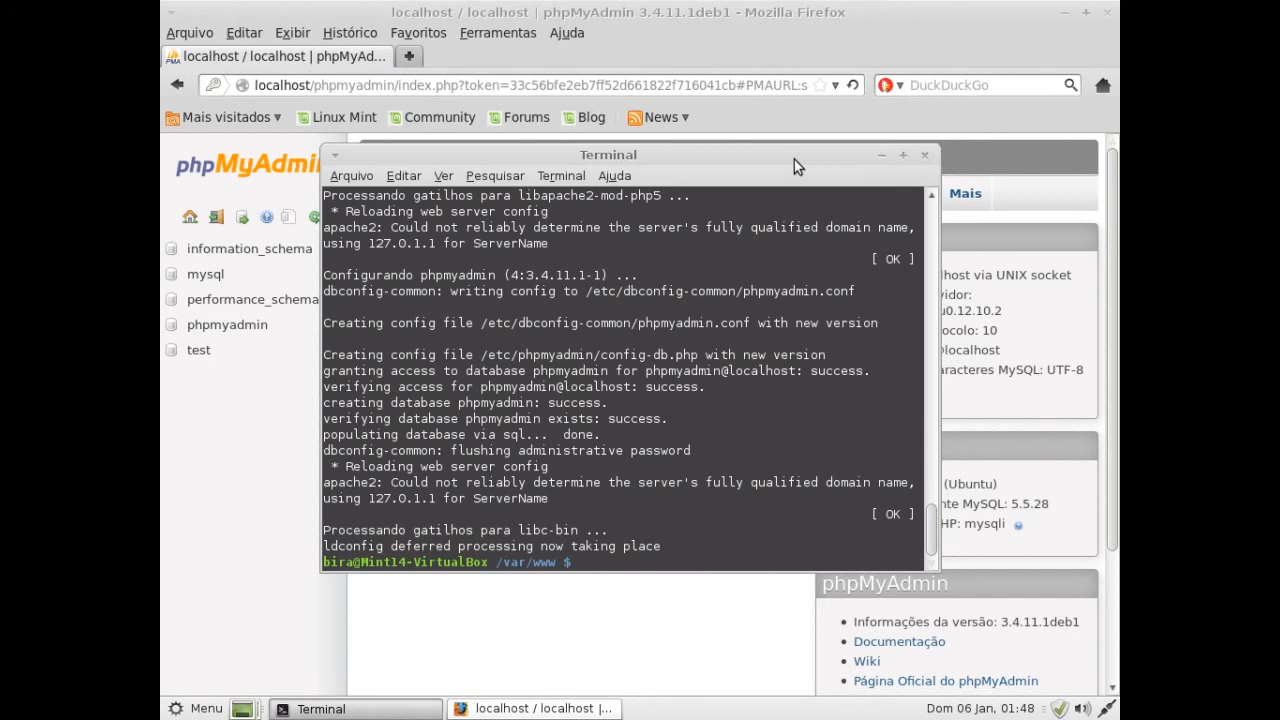 localhost / localhost | phpMyAdmin 3.4.11.1deb1 - Mozilla Firefox
Arquivo Editar Exibir Histórico Favoritos Ferramentas Ajuda
localhost / localhost | phpMyAd...
localhost/phpmyadmin/index.php?token=33c56bfe2eb7ff52d661822f716041cb#PMAURL:s
DuckDuckGo
Mais visitados Linux Mint Community Forums Blog News
phpMyAdmin
information_schema
mysql
performance_schema
phpmyadmin
test
Terminal
Arquivo Editar Ver Pesquisar Terminal Ajuda
Processando gatilhos para libapache2-mod-php5 ...
* Reloading web server config
apache2: Could not reliably determine the server's fully qualified domain name,
using 127.0.1.1 for ServerName
[ OK ]
Configurando phpmyadmin (4:3.4.11.1-1) ...
dbconfig-common: writing config to /etc/dbconfig-common/phpmyadmin.conf
Creating config file /etc/dbconfig-common/phpmyadmin.conf with new version
Creating config file /etc/phpmyadmin/config-db.php with new version
granting access to database phpmyadmin for phpmyadmin@localhost: success.
verifying access for phpmyadmin@localhost: success.
creating database phpmyadmin: success.
verifying database phpmyadmin exists: success.
populating database via sql... done.
dbconfig-common: flushing administrative password
* Reloading web server config
apache2: Could not reliably determine the server's fully qualified domain name,
using 127.0.1.1 for ServerName
[ OK ]
Processando gatilhos para libc-bin ...
ldconfig deferred processing now taking place
bira@Mint14-VirtualBox /var/www $
Mais
lhost via UNIX socket
vidor:
u0.12.10.2
ocolo: 10
@localhost
aracteres MySQL: UTF-8
(Ubuntu)
nte MySQL: 5.5.28
HP: mysqli
phpMyAdmin
Informações da versão: 3.4.11.1deb1
Documentação
Wiki
Página Oficial do phpMyAdmin
Menu Terminal localhost / localhost |... Dom 06 Jan, 01:48